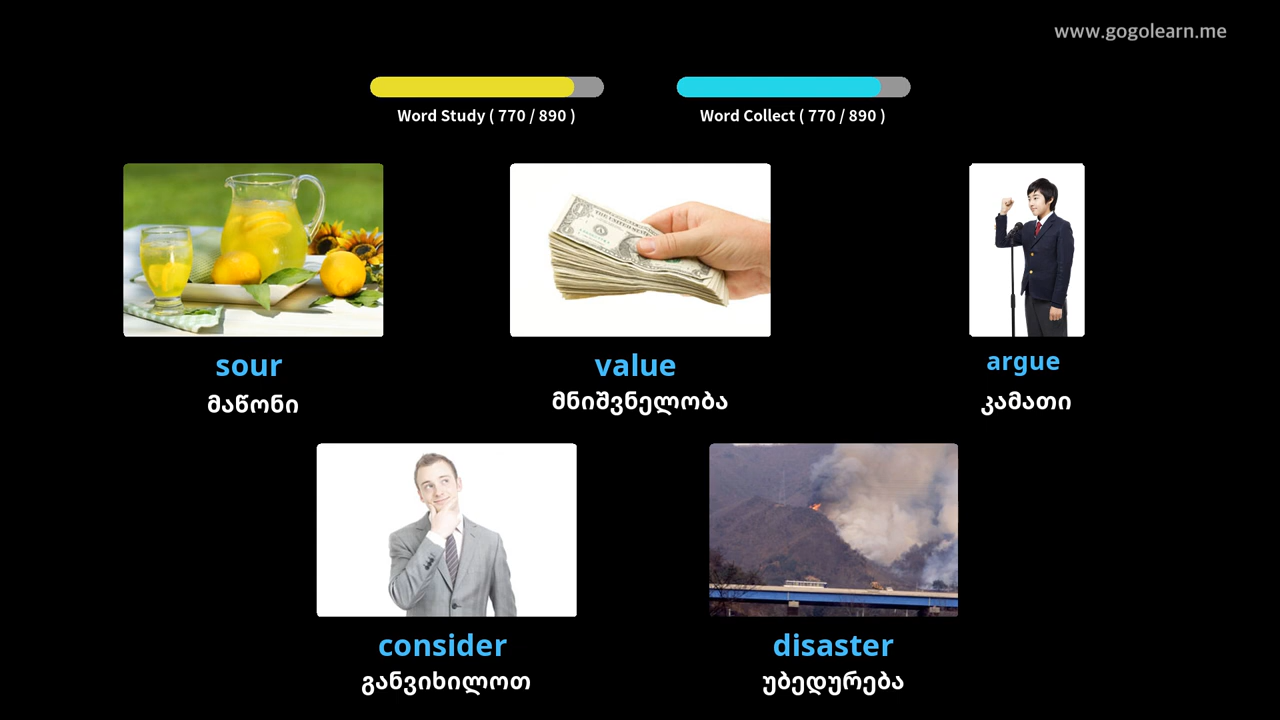 www.gogolearn.me
Word Study ( 770 / 890 )
Word Collect ( 770 / 890 )
sour
მაწონი
value
მნიშვნელობა
argue
კამათი
consider
განვიხილოთ
disaster
უბედურება